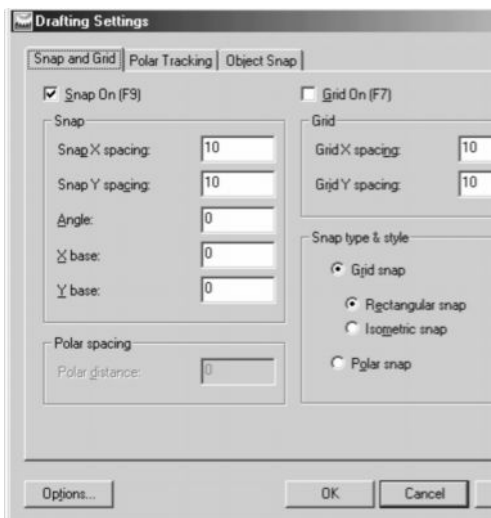 Drafting Settings
Snap and Grid Polar Tracking Object Snap
Snap On (F9)
Grid On (F7)
Snap
Snap X spacing: 10
Snap Y spacing: 10
Angle: 0
X base: 0
Y base: 0
Grid
Grid X spacing: 10
Grid Y spacing: 10
Snap type & style
Grid snap
Rectangular snap
Isometric snap
Polar snap
Polar spacing
Polar distance: 0
Options...
OK
Cancel